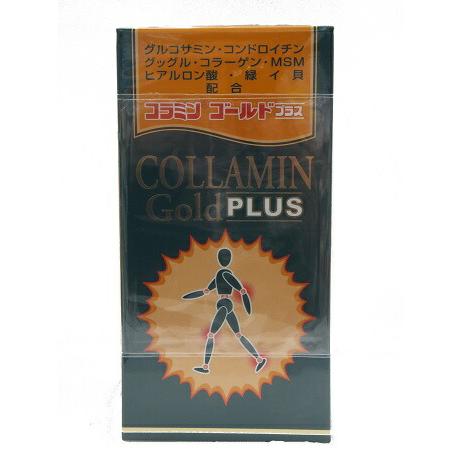 グルコサミン・コンドロイチン
グッグル・コラーゲン・MSM
ヒアルロン酸・緑イ貝
配合
コラミン ゴールドプラス
COLLAMIN
Gold PLUS